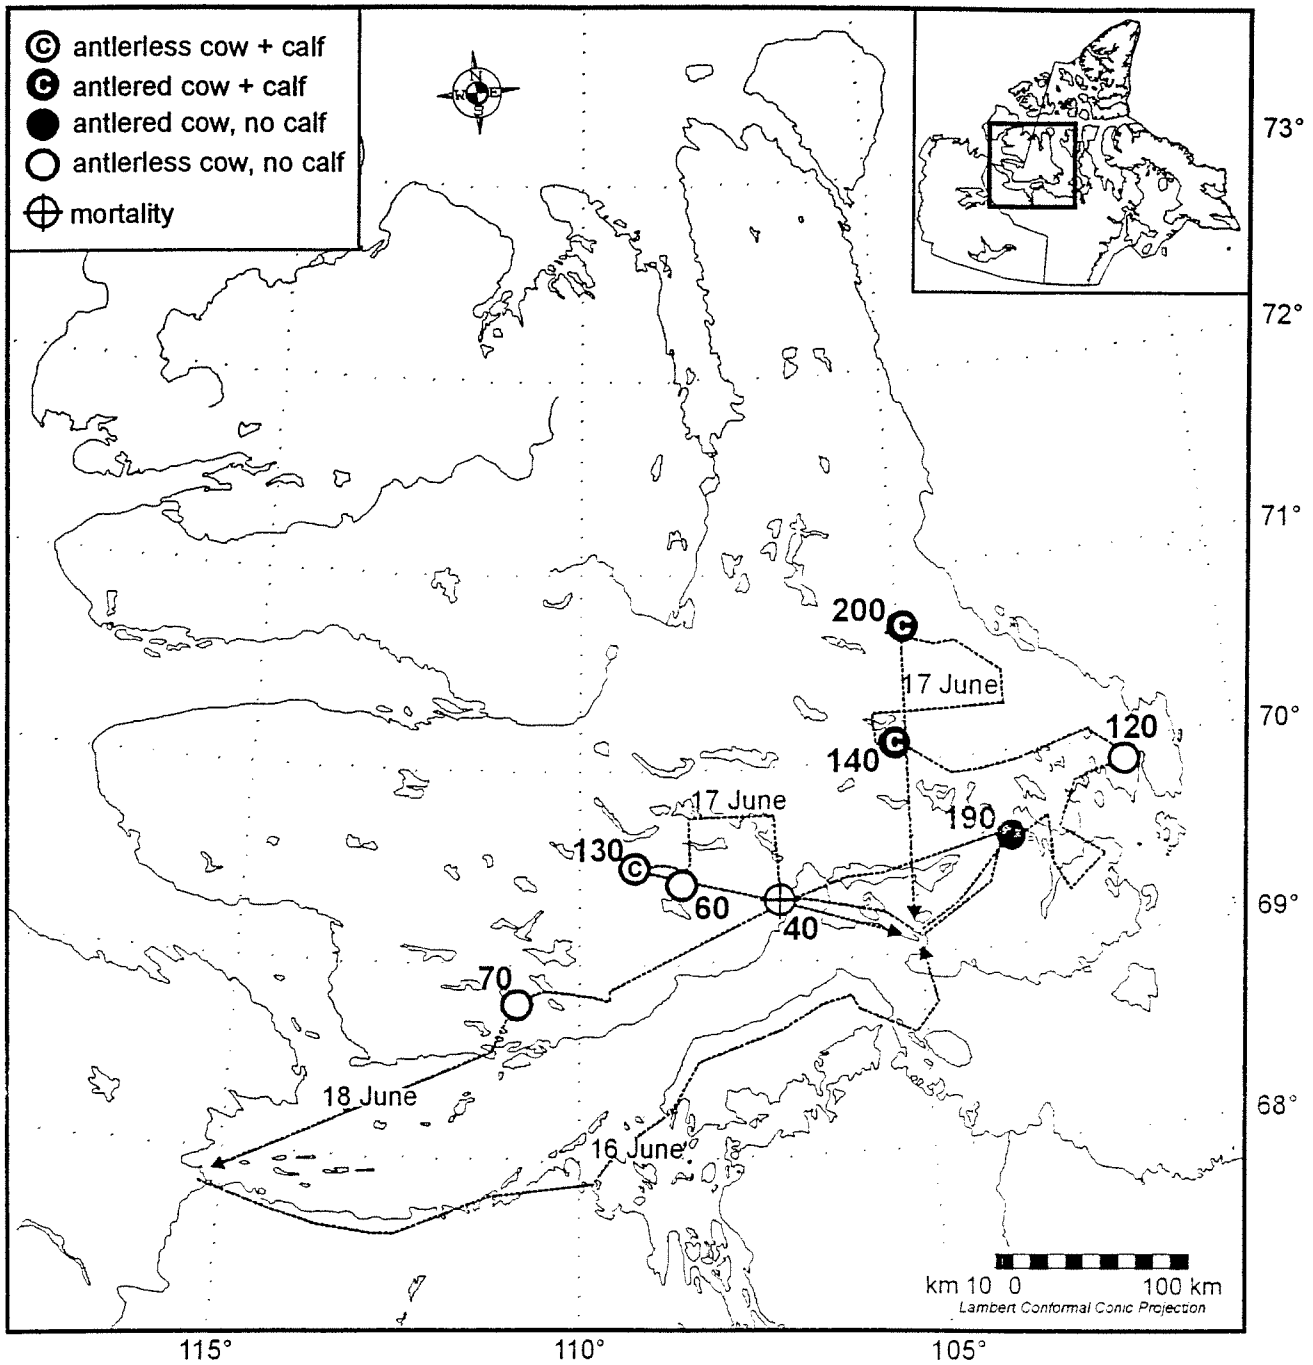 C antlerless cow + calf
C antlered cow + calf
antlered cow, no calf
antlerless cow, no calf
mortality
N
W E
S
73°
72°
71°
200 C
17 June
70°
120
140 C
17 June
190
130 C
60
40
69°
70
18 June
68°
16 June
km 10 0 100 km
Lambert Conformal Conic Projection
115° 110° 105°